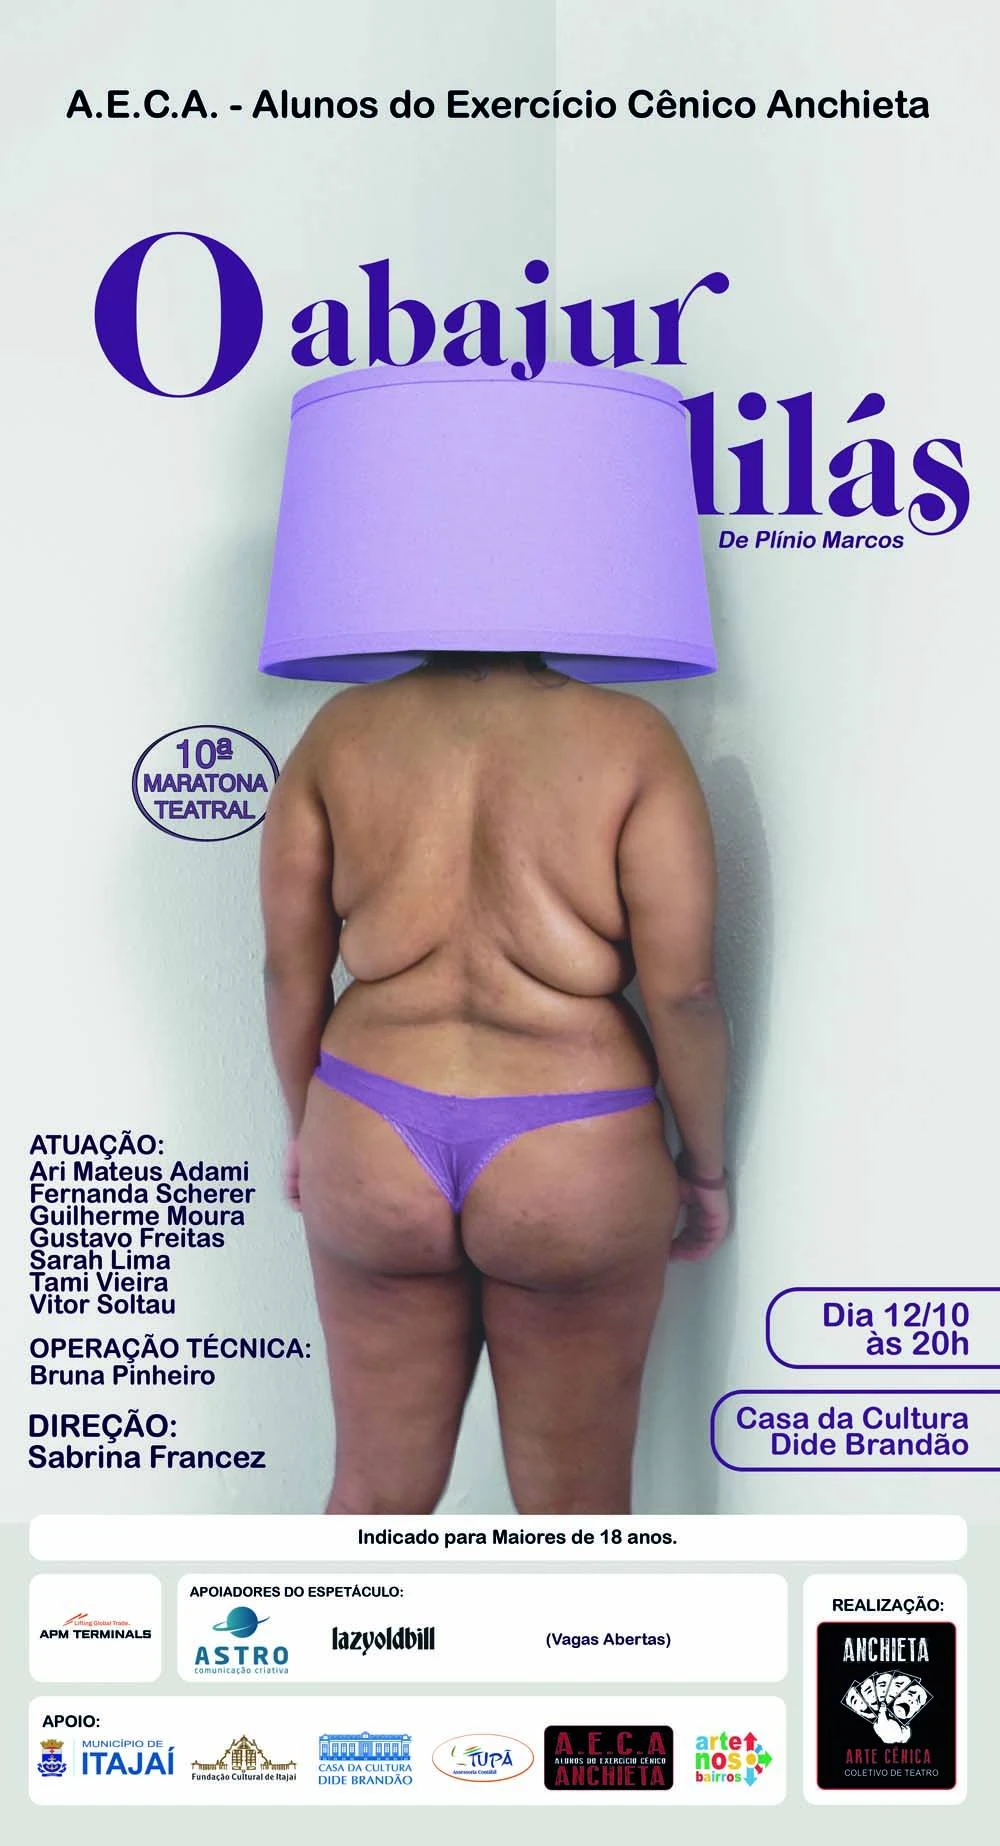 A.E.C.A. - Alunos do Exercício Cênico Anchieta
O abajur
lilás
De Plínio Marcos
10ª
MARATONA
TEATRAL
ATUAÇÃO:
Ari Mateus Adami
Fernanda Scherer
Guilherme Moura
Gustavo Freitas
Sarah Lima
Tami Vieira
Vitor Soltau
OPERAÇÃO TÉCNICA:
Bruna Pinheiro
DIREÇÃO:
Sabrina Francez
Dia 12/10
às 20h
Casa da Cultura
Dide Brandão
Indicado para Maiores de 18 anos.
Lifting Global Trade.
APM TERMINALS
APOIADORES DO ESPETÁCULO:
ASTRO
comunicação criativa
lazyoldbill
(Vagas Abertas)
REALIZAÇÃO:
ANCHIETA
ARTE CÊNICA
COLETIVO DE TEATRO
APOIO:
MUNICÍPIO DE
ITAJAÍ
Fundação Cultural de Itajaí
CASA DA CULTURA
DIDE BRANDÃO
TUPÃ
Assessoria Contábil
A.E.C.A
ALUNOS DO EXERCÍCIO CÊNICO
ANCHIETA
arte
nos
bairros